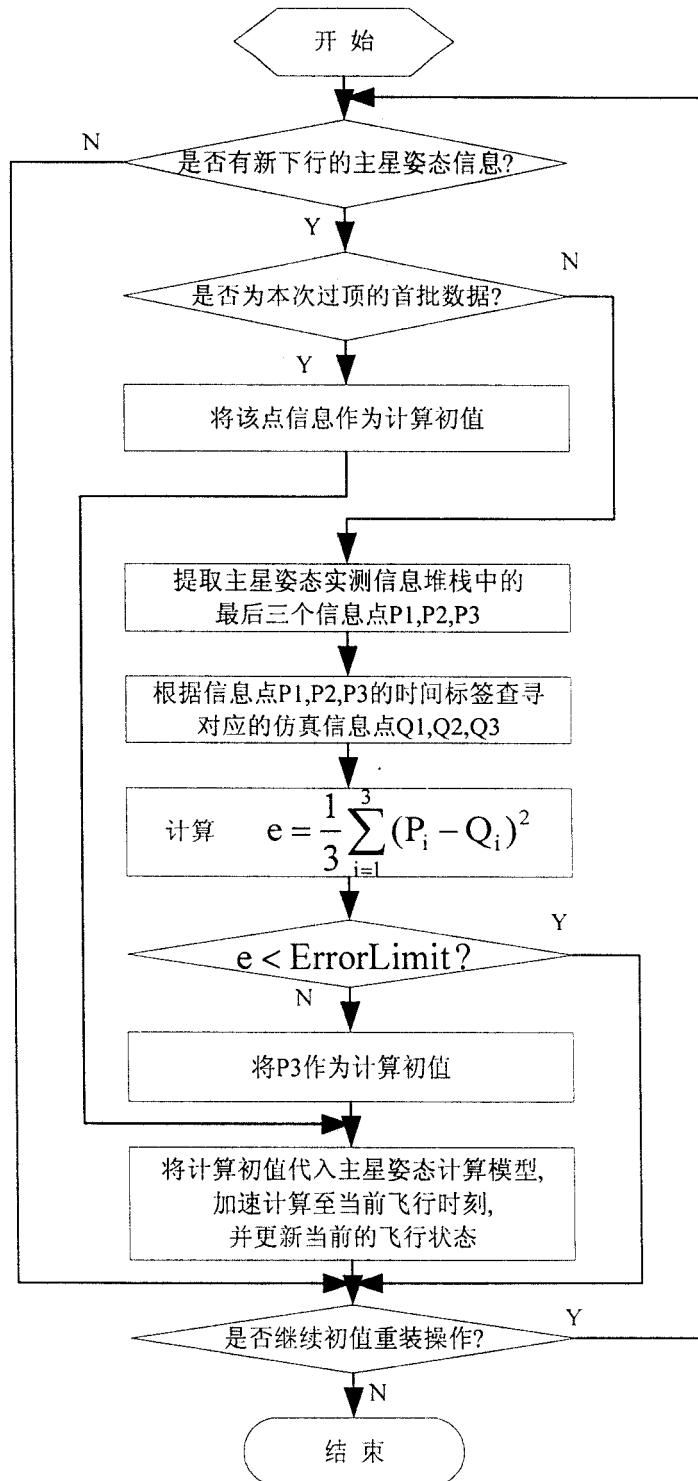 开 始
N
是否有新下行的主星姿态信息?
Y
N
是否为本次过顶的首批数据?
Y
将该点信息作为计算初值
提取主星姿态实测信息堆栈中的
最后三个信息点P1,P2,P3
根据信息点P1,P2,P3的时间标签查寻
对应的仿真信息点Q1,Q2,Q3
计算 e = \frac{1}{3}\sum_{i=1}^{3}(P_i - Q_i)^2
Y
e < ErrorLimit?
N
将P3作为计算初值
将计算初值代入主星姿态计算模型,
加速计算至当前飞行时刻,
并更新当前的飞行状态
Y
是否继续初值重装操作?
N
结 束